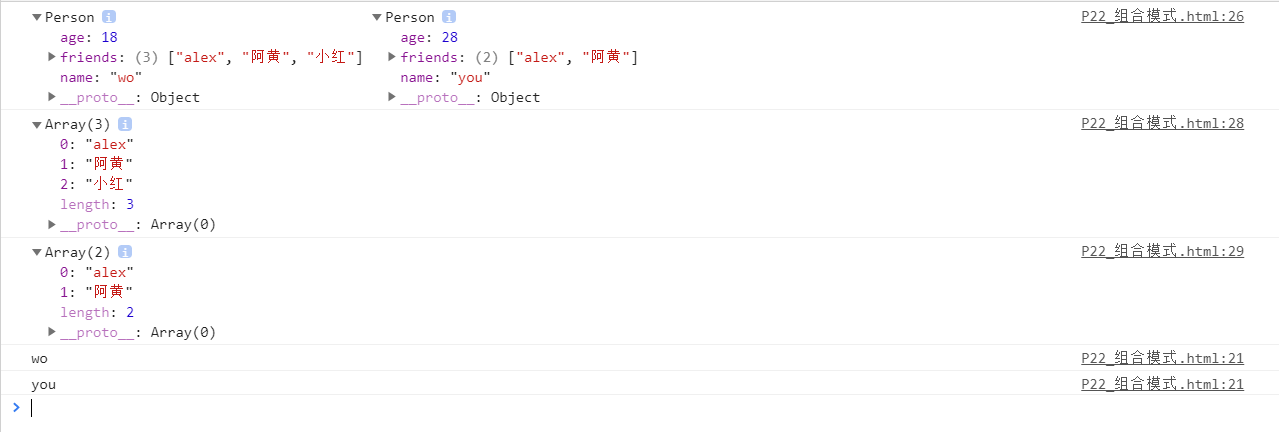 Person i Person i P22_组合模式.html:26
age: 18 age: 28
friends: (3) ["alex", "阿黄", "小红"] friends: (2) ["alex", "阿黄"]
name: "wo" name: "you"
__proto__: Object __proto__: Object
Array(3) i P22_组合模式.html:28
0: "alex"
1: "阿黄"
2: "小红"
length: 3
__proto__: Array(0)
Array(2) i P22_组合模式.html:29
0: "alex"
1: "阿黄"
length: 2
__proto__: Array(0)
wo P22_组合模式.html:21
you P22_组合模式.html:21
>